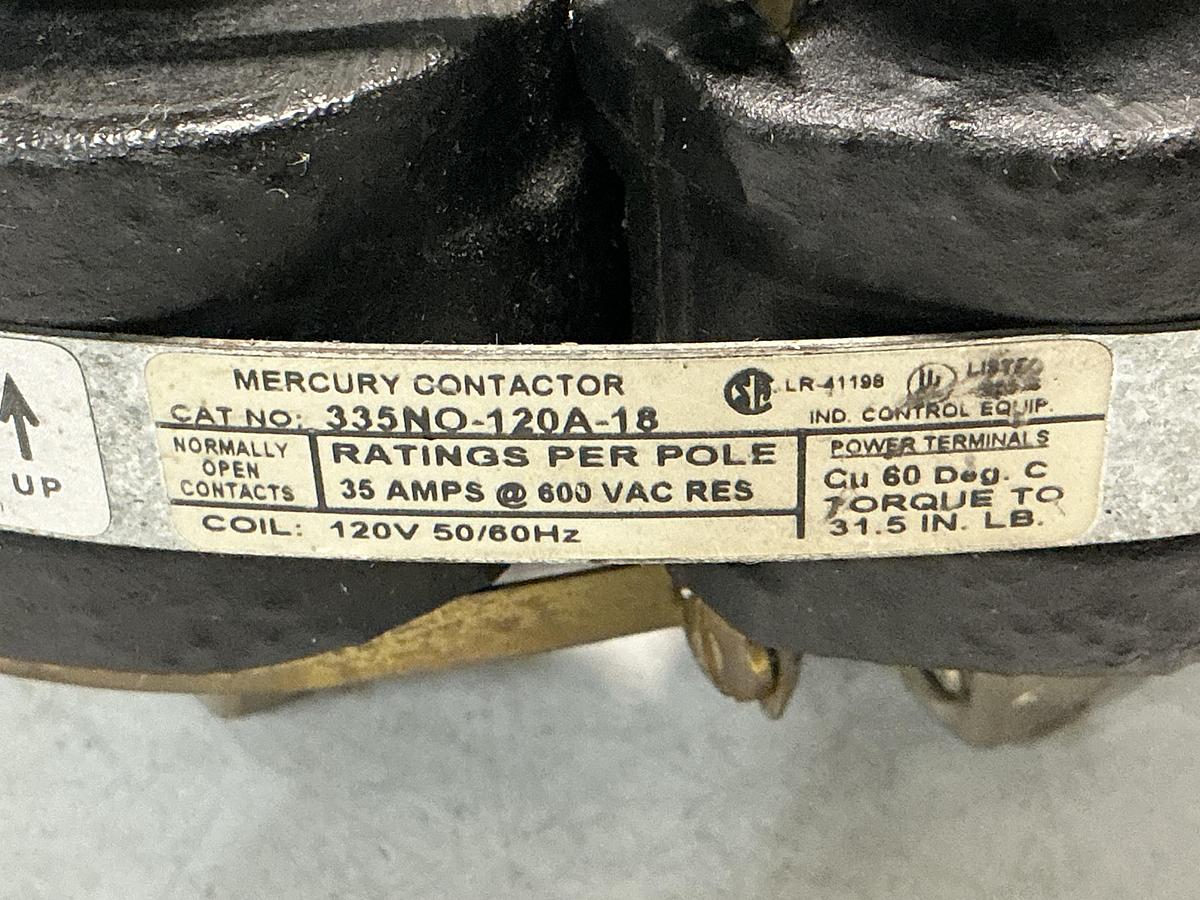 UP
MERCURY CONTACTOR
CAT NO: 335NO-120A-18
LR-41198
UL LISTED
IND. CONTROL EQUIP.
NORMALLY
OPEN
CONTACTS
RATINGS PER POLE
35 AMPS @ 600 VAC RES
COIL: 120V 50/60Hz
POWER TERMINALS
Cu 60 Deg. C
TORQUE TO
31.5 IN. LB.